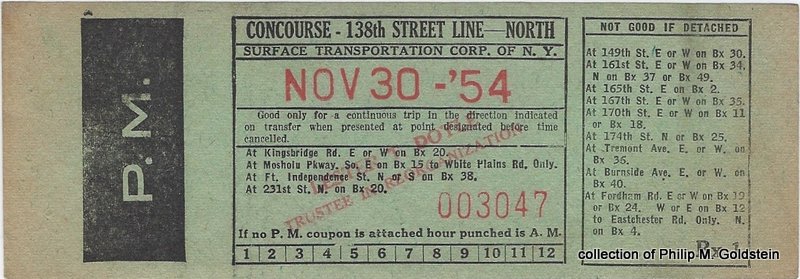 P.M.
CONCOURSE - 138th STREET LINE—NORTH
SURFACE TRANSPORTATION CORP. OF N. Y.
NOV 30 - '54
Good only for a continuous trip in the direction indicated
on transfer when presented at point designated before time
cancelled.
At Kingsbridge Rd. E or W on Bx 20.
At Mosholu Pkway. So. E on Bx 15 to White Plains Rd. Only.
At Ft. Independence St. N or S on Bx 38.
At 231st St. N. on Bx 20.
TRUSTEE IN REORGANIZATION
003047
If no P. M. coupon is attached hour punched is A. M.
1 2 3 4 5 6 7 8 9 10 11 12
NOT GOOD IF DETACHED
At 149th St. E or W on Bx 30.
At 161st St. E or W on Bx 34,
N on Bx 37 or Bx 49.
At 165th St. E on Bx 2.
At 167th St. E or W on Bx 35.
At 170th St. E or W on Bx 11
or Bx 18.
At 174th St. N or Bx 25.
At Tremont Ave. E or W on
Bx 36.
At Burnside Ave. E or W on
Bx 40.
At Fordham Rd. E or W on Bx 19
or Bx 24. W or E on Bx 12
to Eastchester Rd. Only. N
on Bx 4.
Bx 1
collection of Philip M. Goldstein